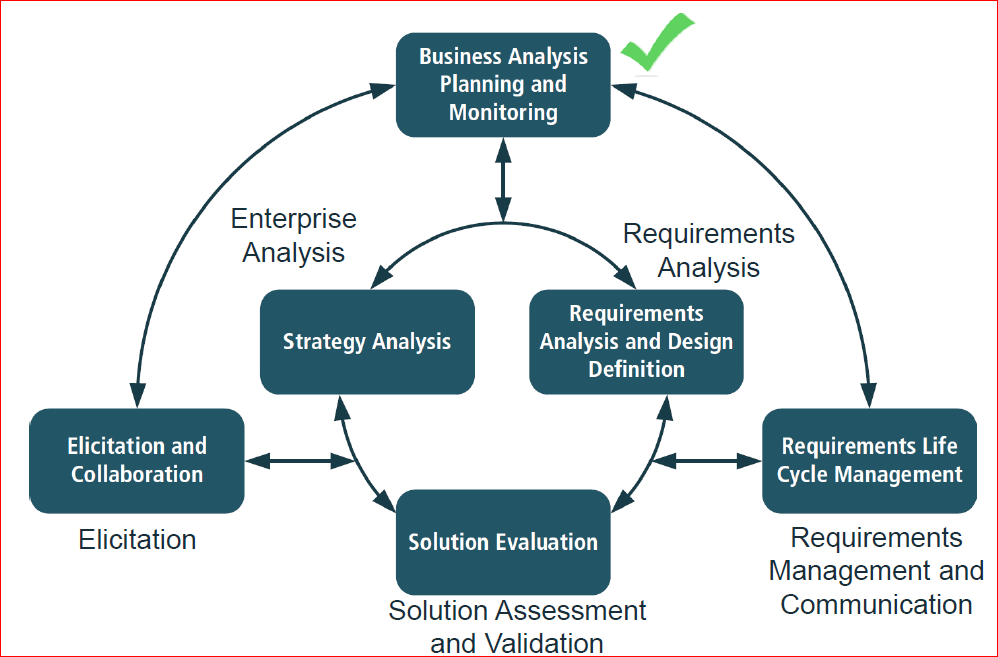 Business Analysis
Planning and
Monitoring
Enterprise
Analysis
Requirements
Analysis
Strategy Analysis
Requirements
Analysis and Design
Definition
Elicitation and
Collaboration
Requirements Life
Cycle Management
Elicitation
Solution Evaluation
Requirements
Management and
Communication
Solution Assessment
and Validation